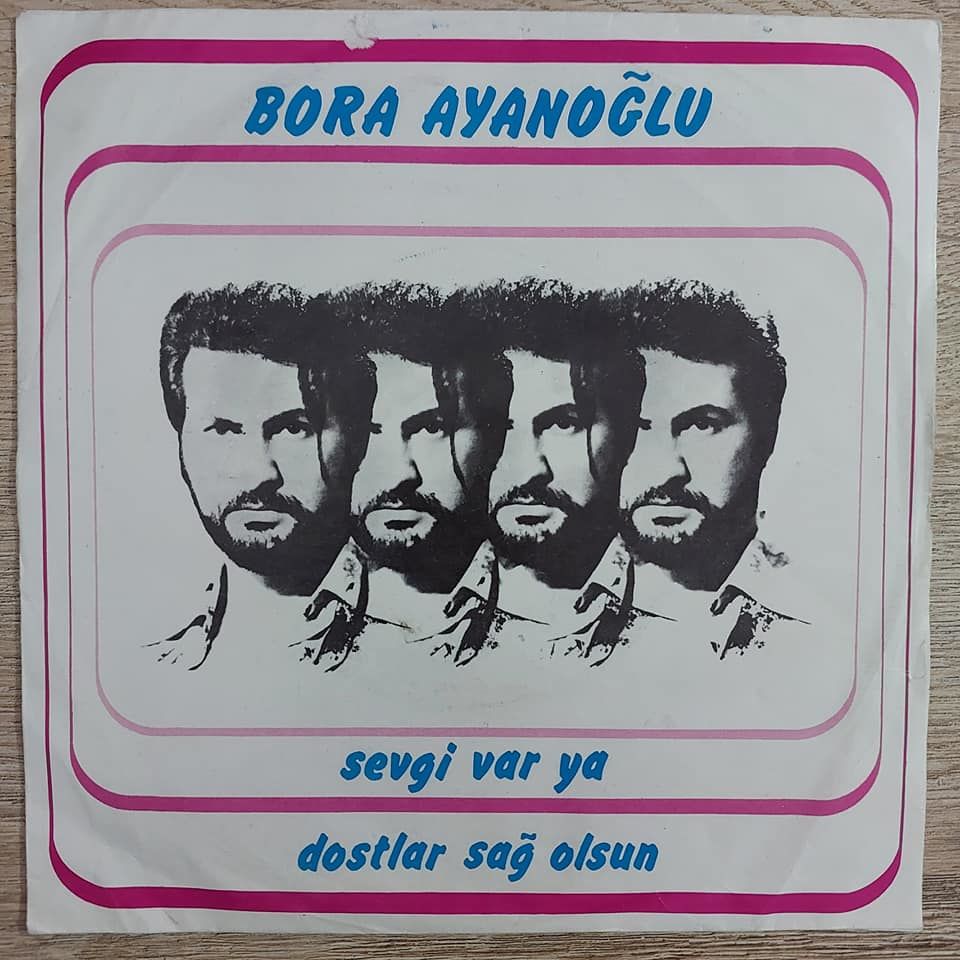 BORA AYANOĞLU
sevgi var ya
dostlar sağ olsun